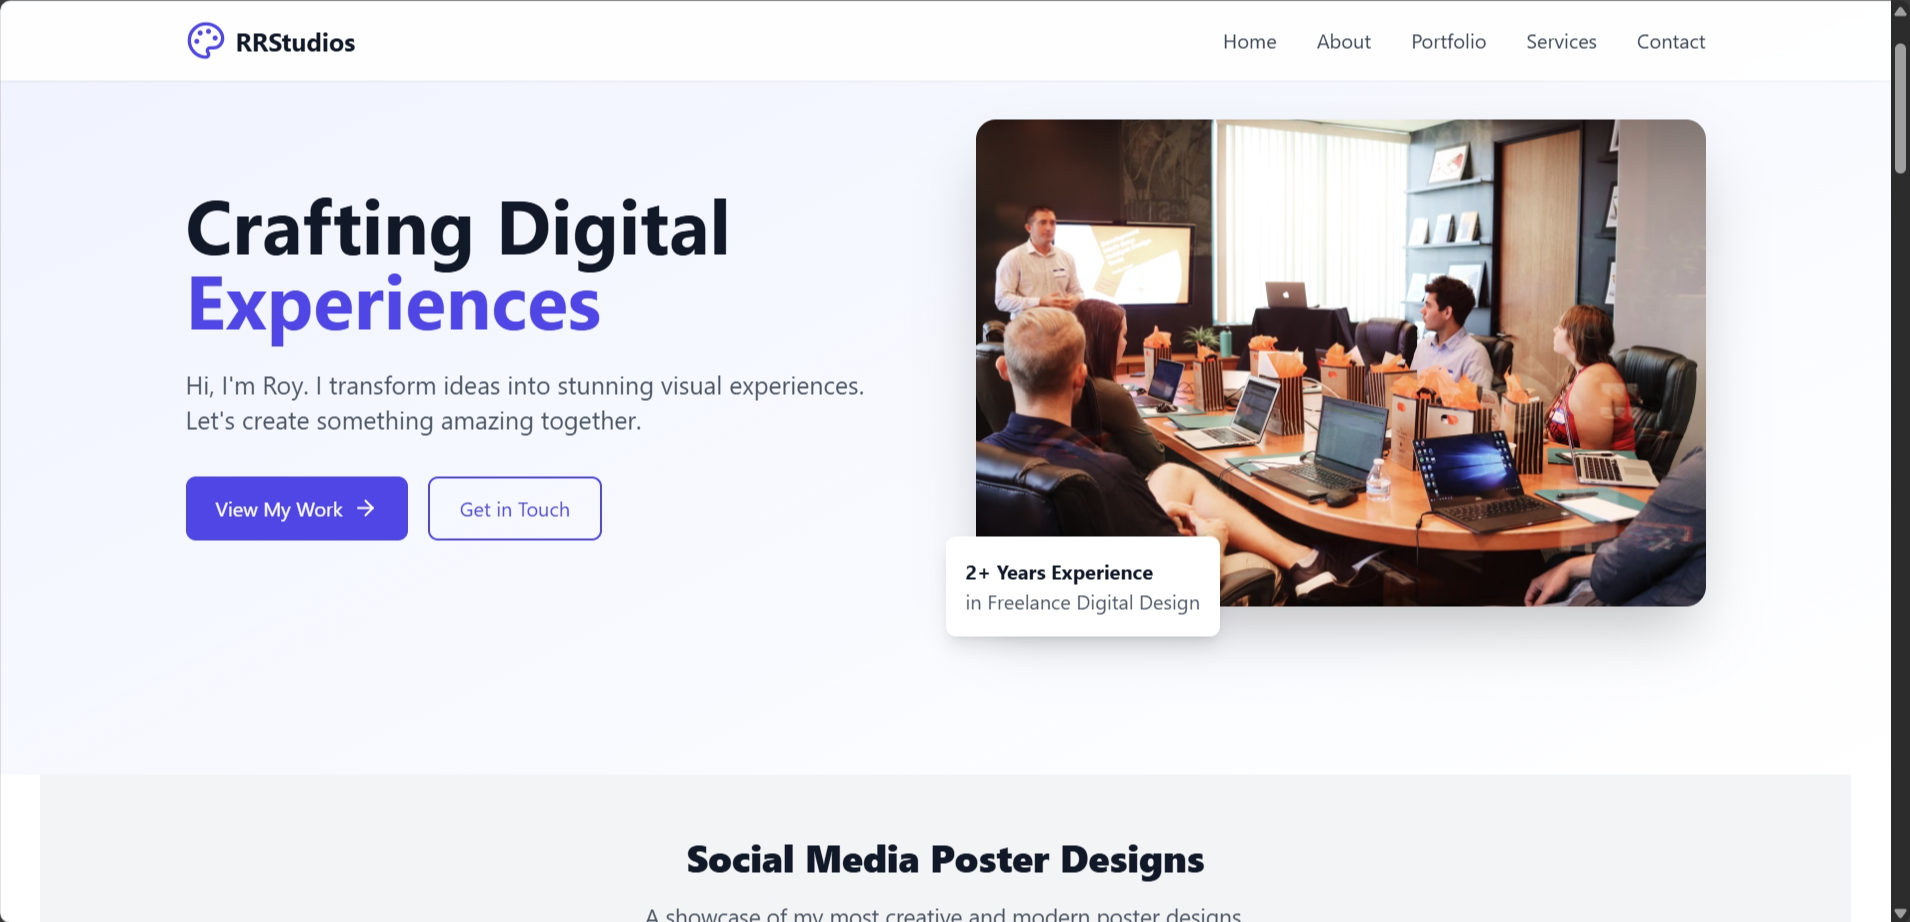 RRStudios
Home About Portfolio Services Contact
Crafting Digital
Experiences
Hi, I'm Roy. I transform ideas into stunning visual experiences.
Let's create something amazing together.
View My Work
Get in Touch
2+ Years Experience
in Freelance Digital Design
Social Media Poster Designs
A showcase of my most creative and modern poster designs